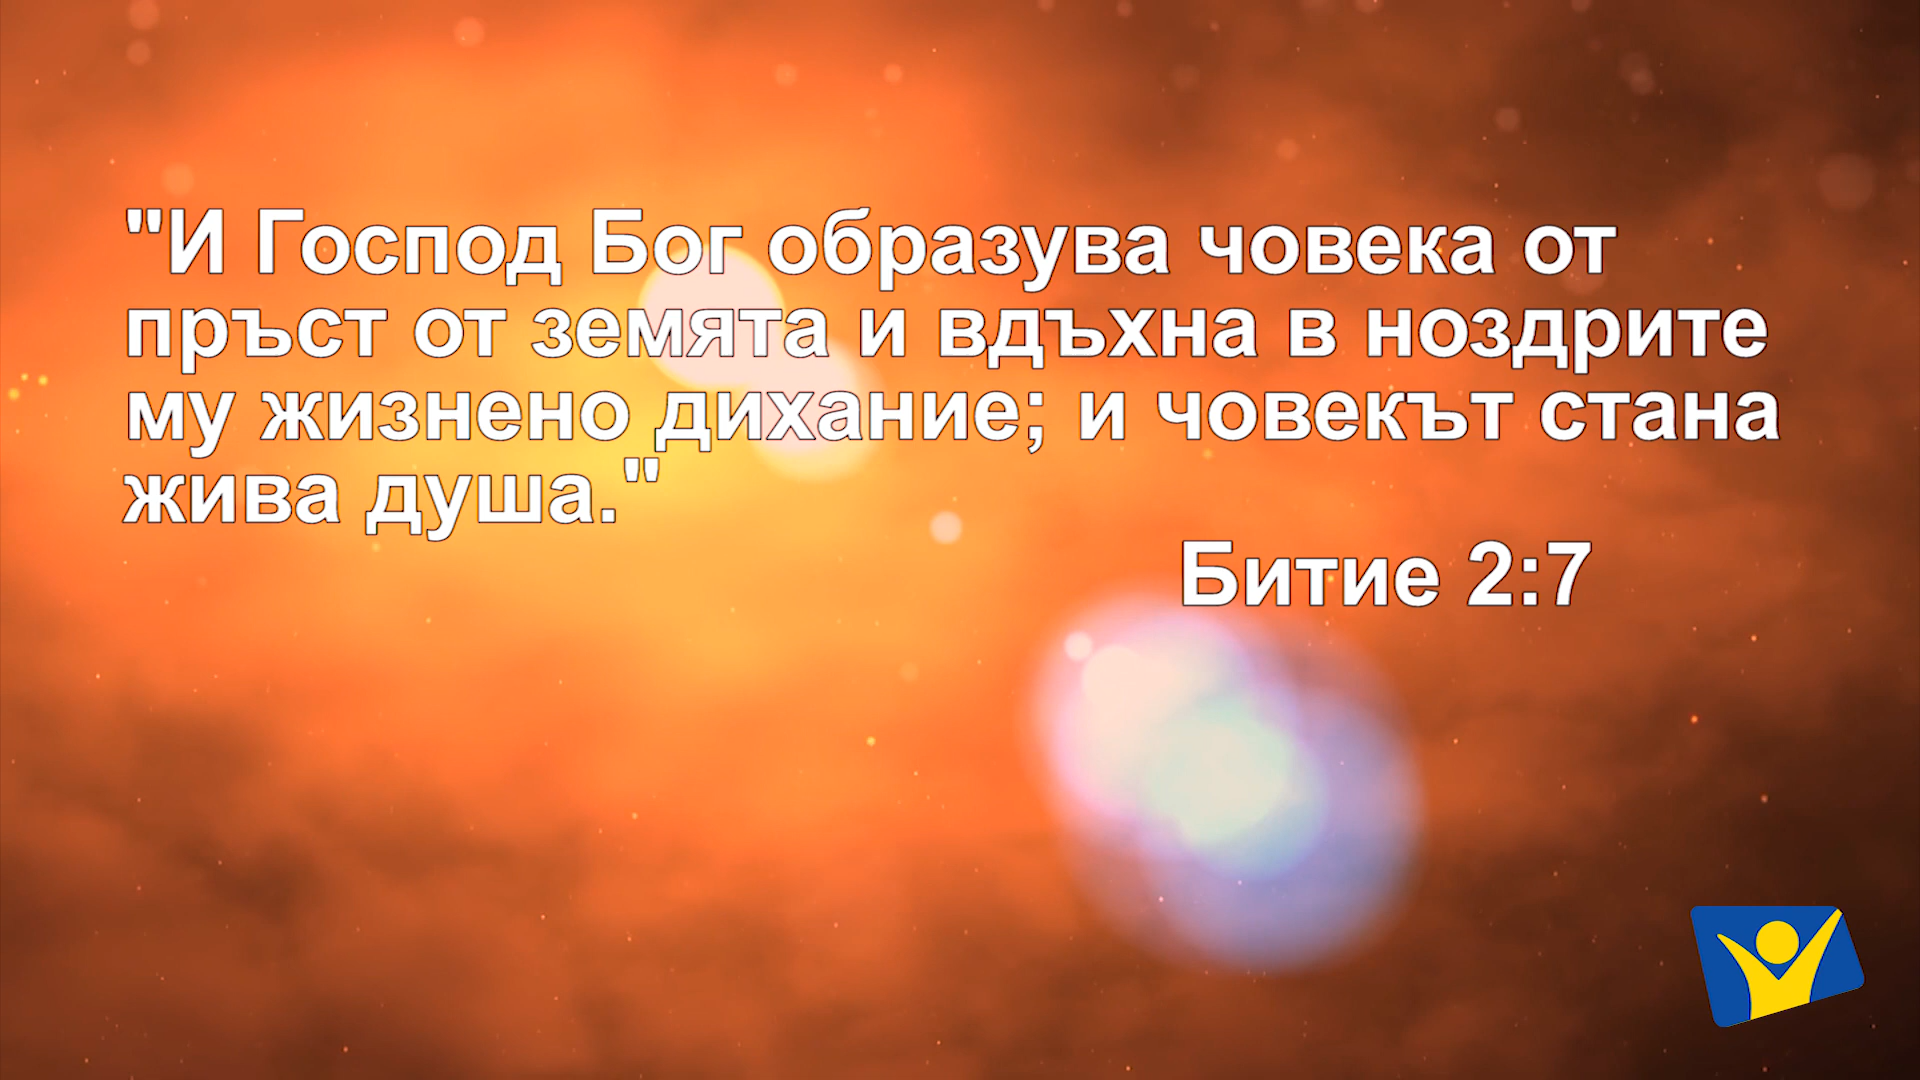 "И Господ Бог образува човека от
пръст от земята и вдъхна в ноздрите
му жизнено дихание; и човекът стана
жива душа."
Битие 2:7